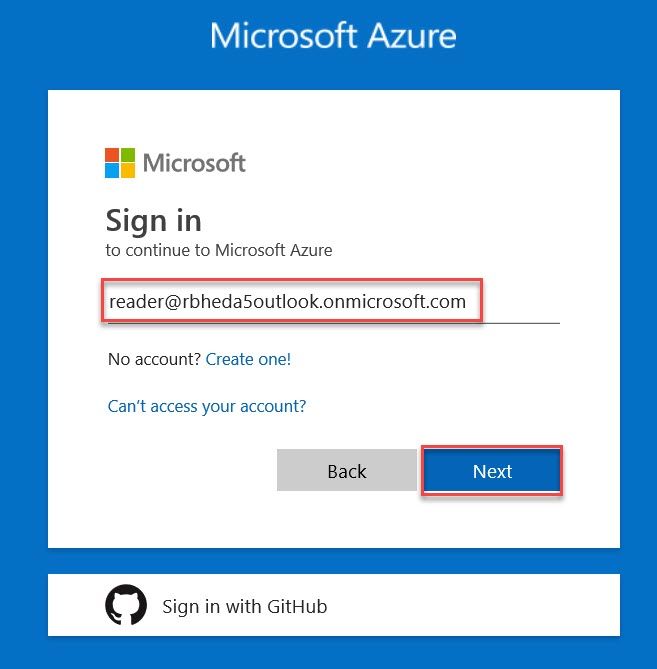 Microsoft Azure
Microsoft
Sign in
to continue to Microsoft Azure
reader@rbheda5outlook.onmicrosoft.com
No account? Create one!
Can't access your account?
Back Next
Sign in with GitHub